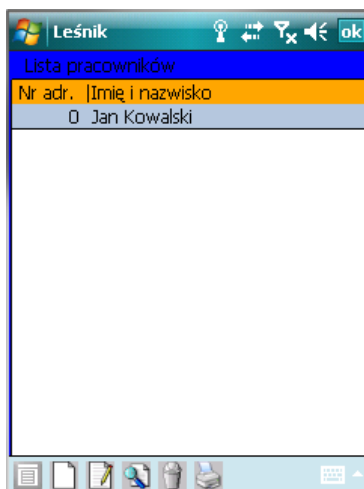 Leśnik
ok
Lista pracowników
Nr adr. |Imię i nazwisko
0 Jan Kowalski